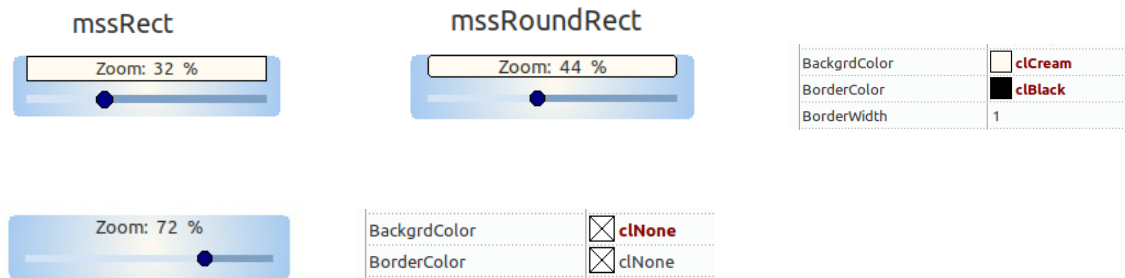 mssRect
mssRoundRect
Zoom: 32 %
Zoom: 44 %
BackgrdColor clCream
BorderColor clBlack
BorderWidth 1
Zoom: 72 %
BackgrdColor clNone
BorderColor clNone